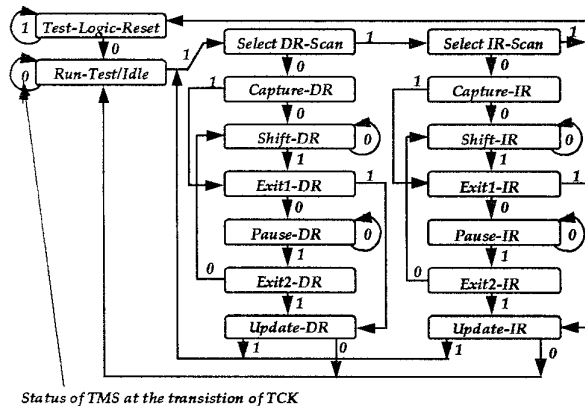 1 Test-Logic-Reset
0
0 Run-Test/Idle
1 Select DR-Scan 1 Select IR-Scan 1
0 0
1 Capture-DR 1 Capture-IR
0 0
Shift-DR 0 Shift-IR 0
1 1
Exit1-DR 1 Exit1-IR 1
0 0
Pause-DR 0 Pause-IR 0
1 1
0 Exit2-DR 0 Exit2-IR
1 1
Update-DR Update-IR
1 0 1 0
Status of TMS at the transistion of TCK